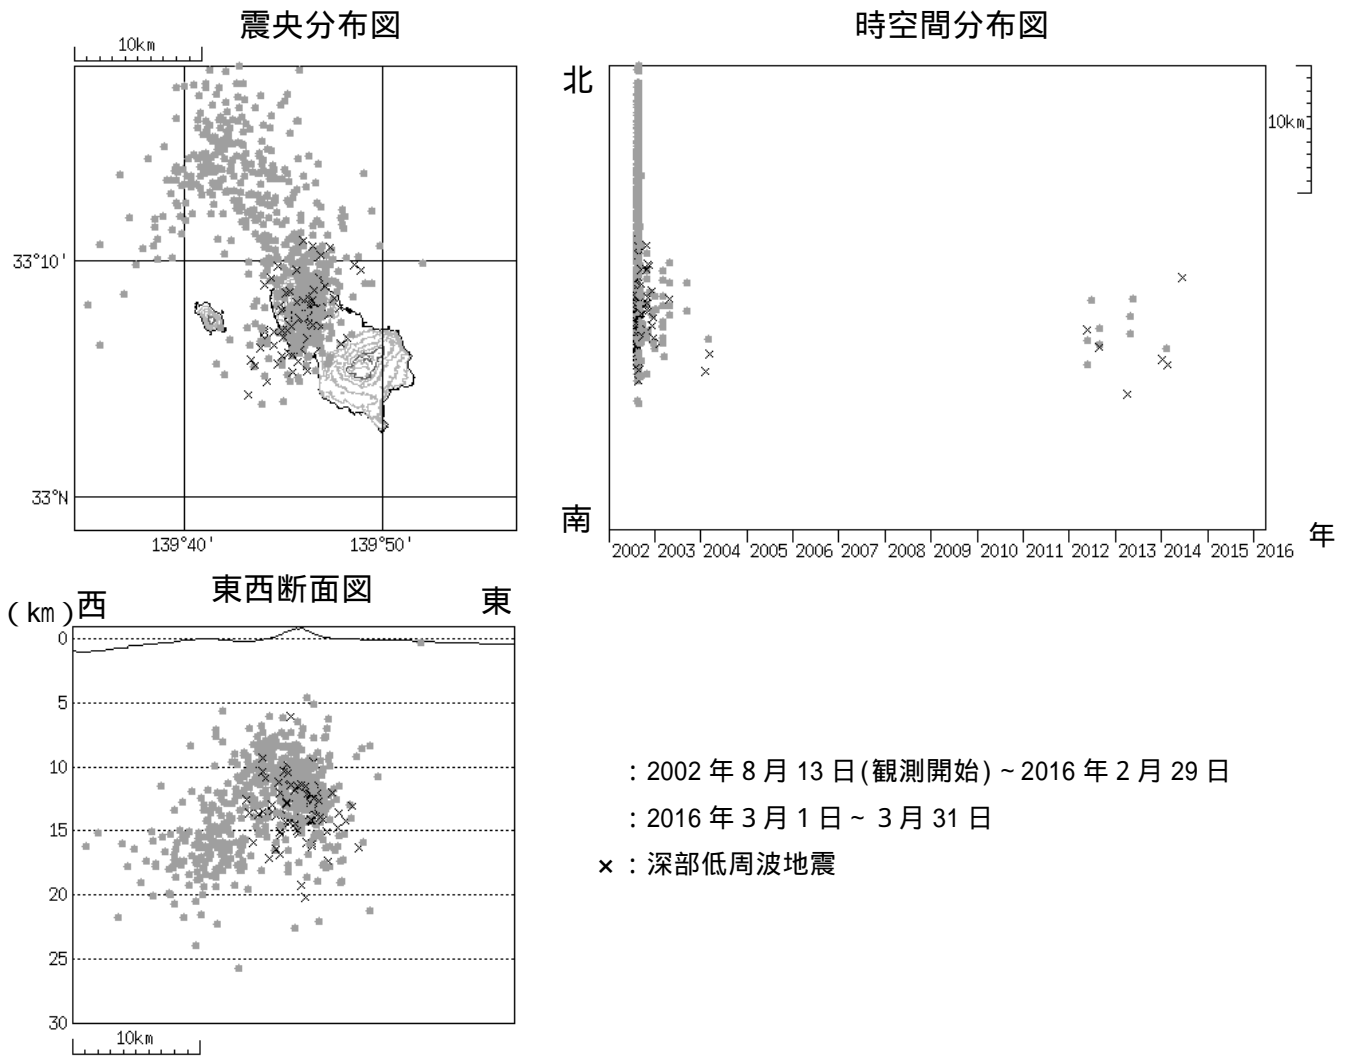 震央分布図
10km
33°10'
33°N
139°40'
139°50'
時空間分布図
北
南
10km
2002 2003 2004 2005 2006 2007 2008 2009 2010 2011 2012 2013 2014 2015 2016
年
東西断面図
(km)
西
東
0
5
10
15
20
25
30
10km
：2002 年 8 月 13 日(観測開始) ~ 2016 年 2 月 29 日
：2016 年 3 月 1 日 ~ 3 月 31 日
×：深部低周波地震